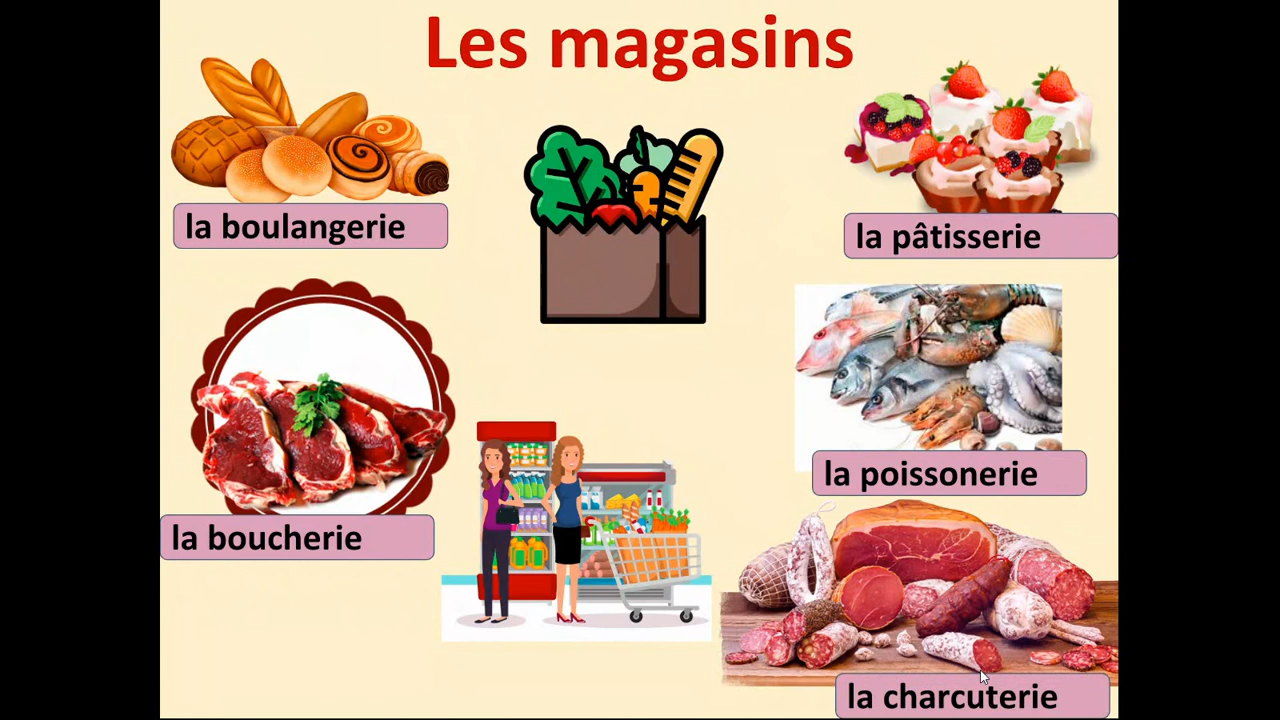 Les magasins
la boulangerie
la pâtisserie
la boucherie
la poissonerie
la charcuterie